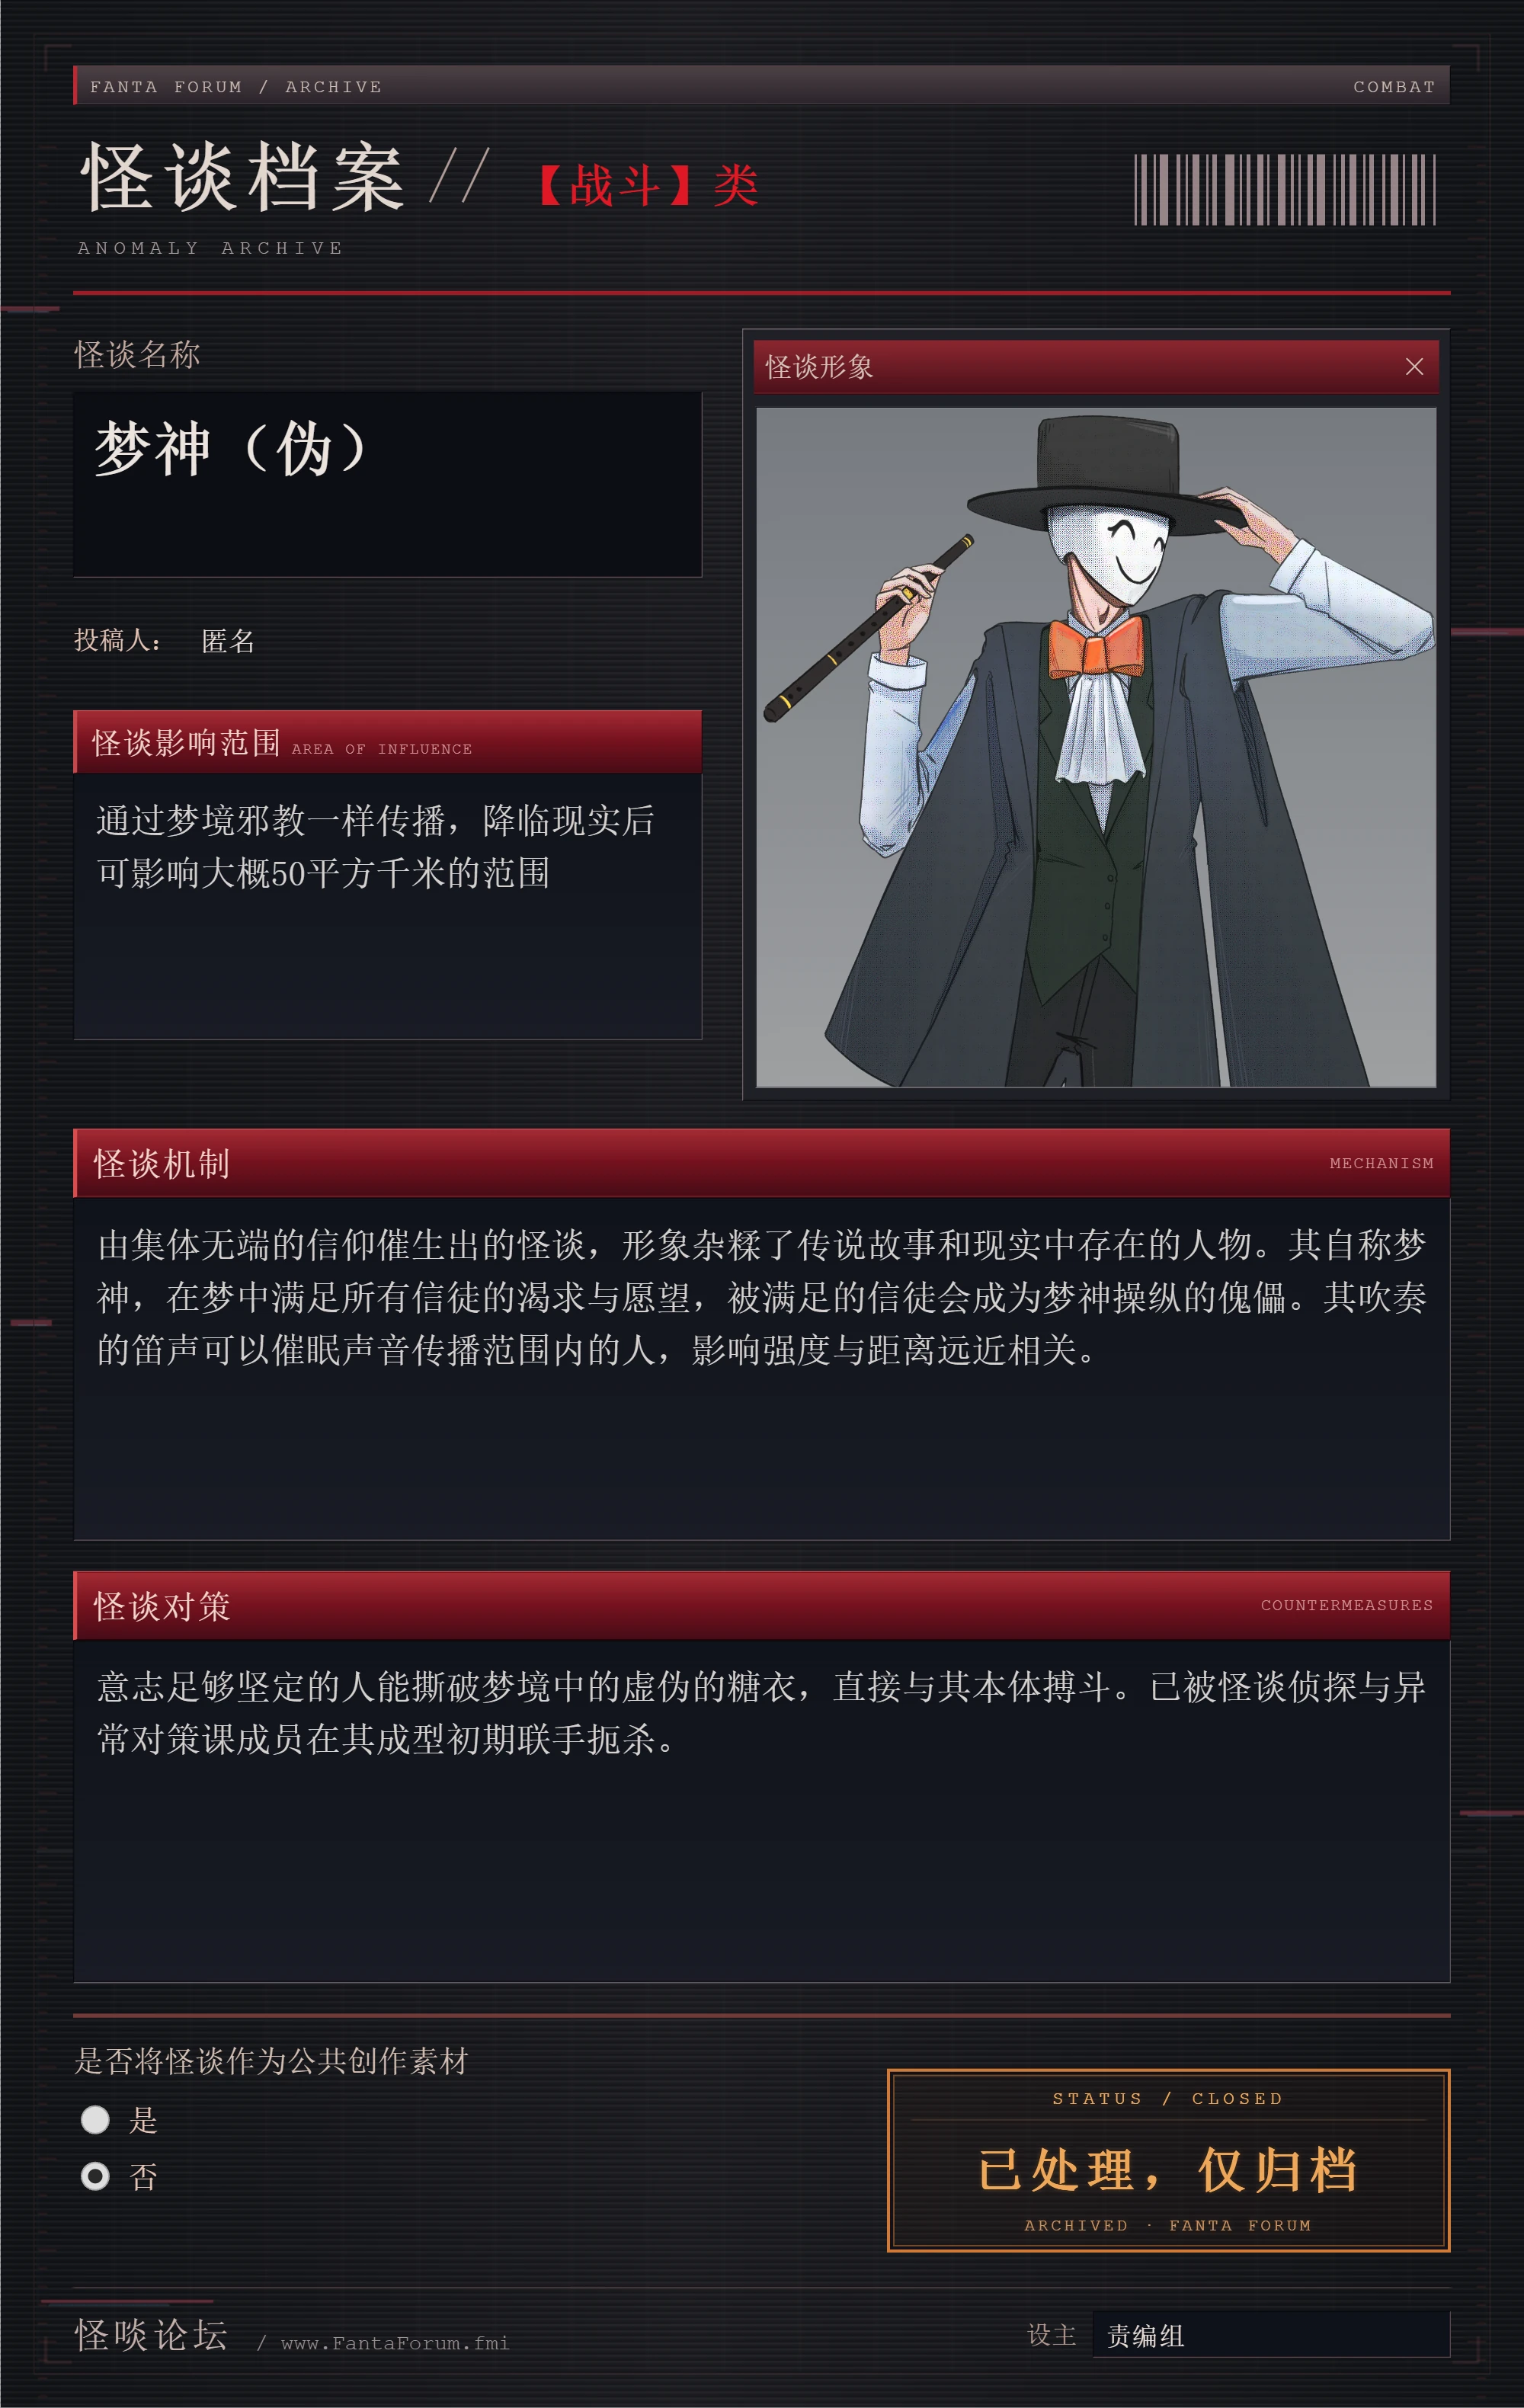 FANTA FORUM / ARCHIVE
COMBAT
怪谈档案 // 【战斗】类
ANOMALY ARCHIVE
怪谈名称
梦神（伪）
投稿人： 匿名
怪谈影响范围 AREA OF INFLUENCE
通过梦境邪教一样传播，降临现实后
可影响大概50平方千米的范围
怪谈形象
怪谈机制
MECHANISM
由集体无端的信仰催生出的怪谈，形象杂糅了传说故事和现实中存在的人物。其自称梦
神，在梦中满足所有信徒的渴求与愿望，被满足的信徒会成为梦神操纵的傀儡。其吹奏
的笛声可以催眠声音传播范围内的人，影响强度与距离远近相关。
怪谈对策
COUNTERMEASURES
意志足够坚定的人能撕破梦境中的虚伪的糖衣，直接与其本体搏斗。已被怪谈侦探与异
常对策课成员在其成型初期联手扼杀。
是否将怪谈作为公共创作素材
是
否
STATUS / CLOSED
已处理，仅归档
ARCHIVED · FANTA FORUM
怪啖论坛 / www.FantaForum.fmi
设主 责编组